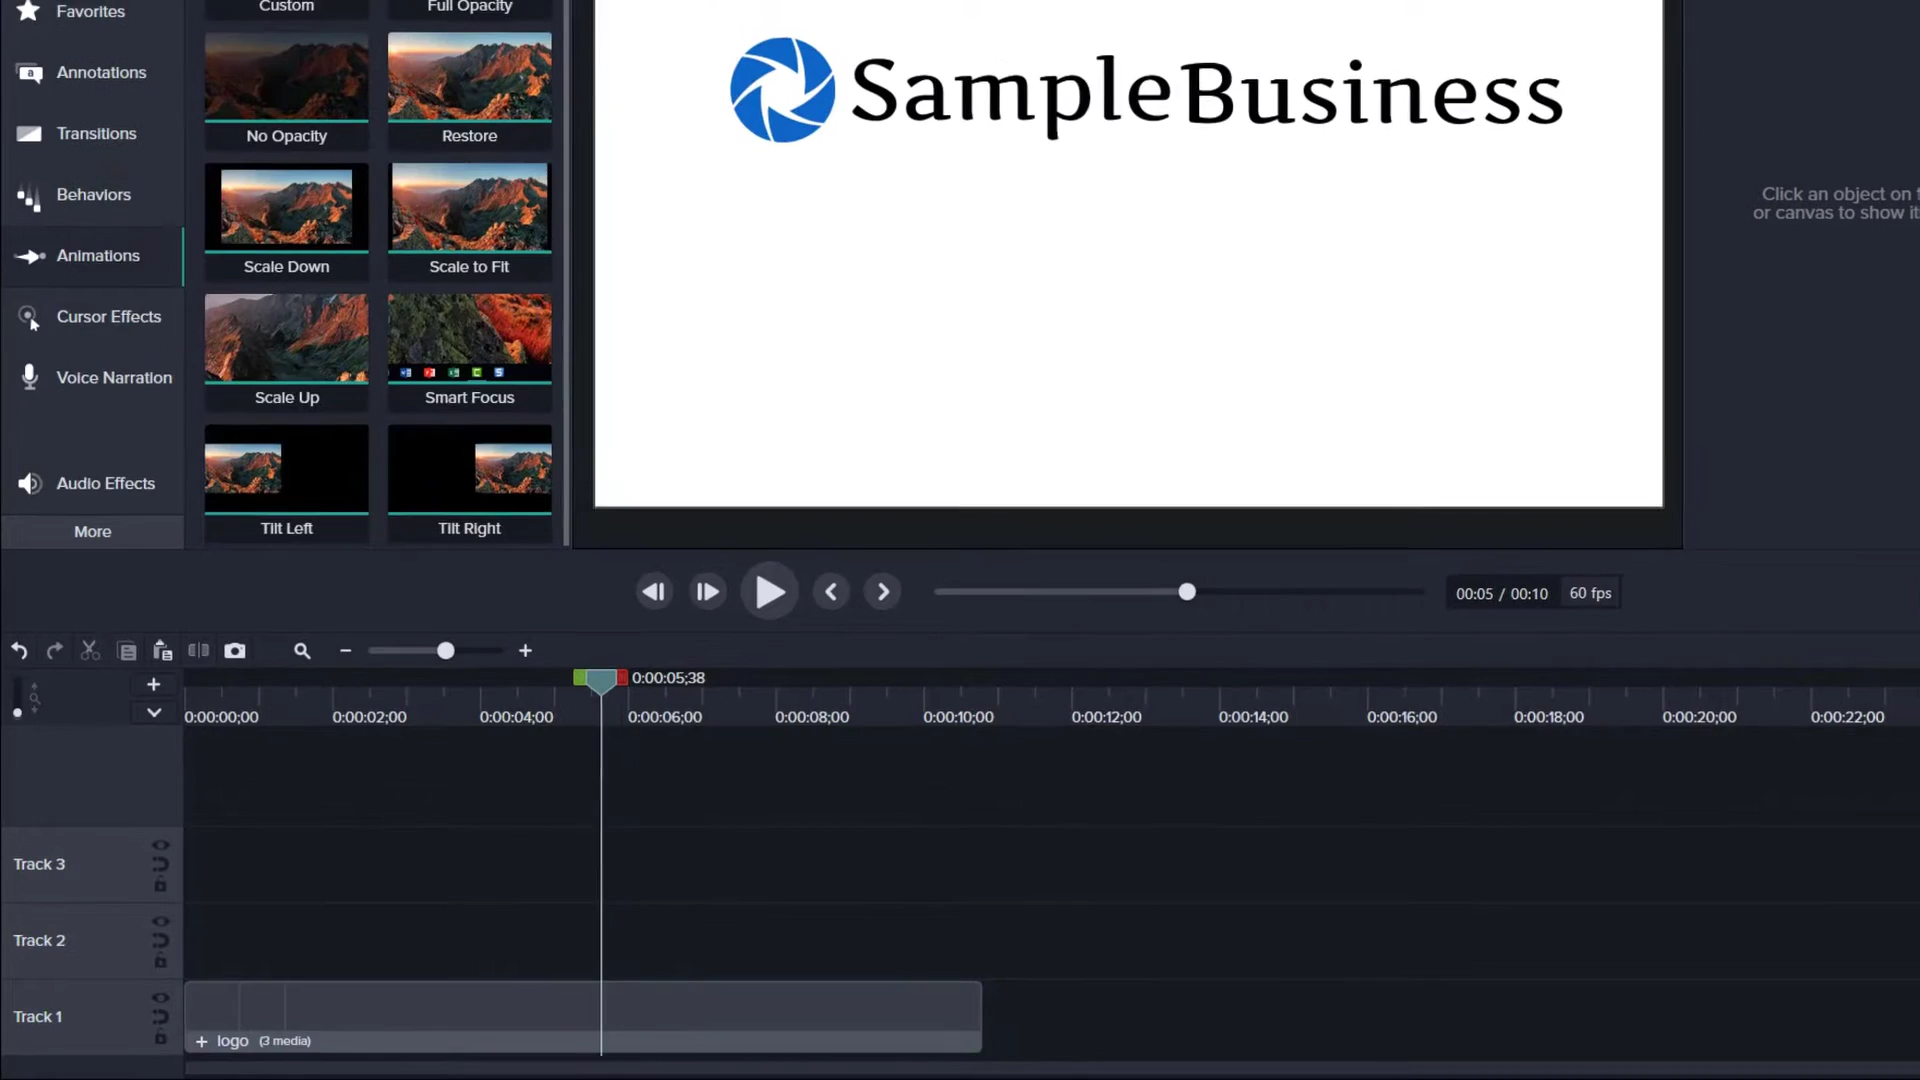 Favorites
Annotations
Transitions
Behaviors
Animations
Cursor Effects
Voice Narration
Audio Effects
More
Custom
Full Opacity
No Opacity
Restore
Scale Down
Scale to Fit
Scale Up
Smart Focus
Tilt Left
Tilt Right
SampleBusiness
Click an object on
or canvas to show
00:05 / 00:10
60 fps
0:00:05;38
0:00:00;00
0:00:02;00
0:00:04;00
0:00:06;00
0:00:08;00
0:00:10;00
0:00:12;00
0:00:14;00
0:00:16;00
0:00:18;00
0:00:20;00
0:00:22;00
Track 3
Track 2
Track 1
+ logo (3 media)